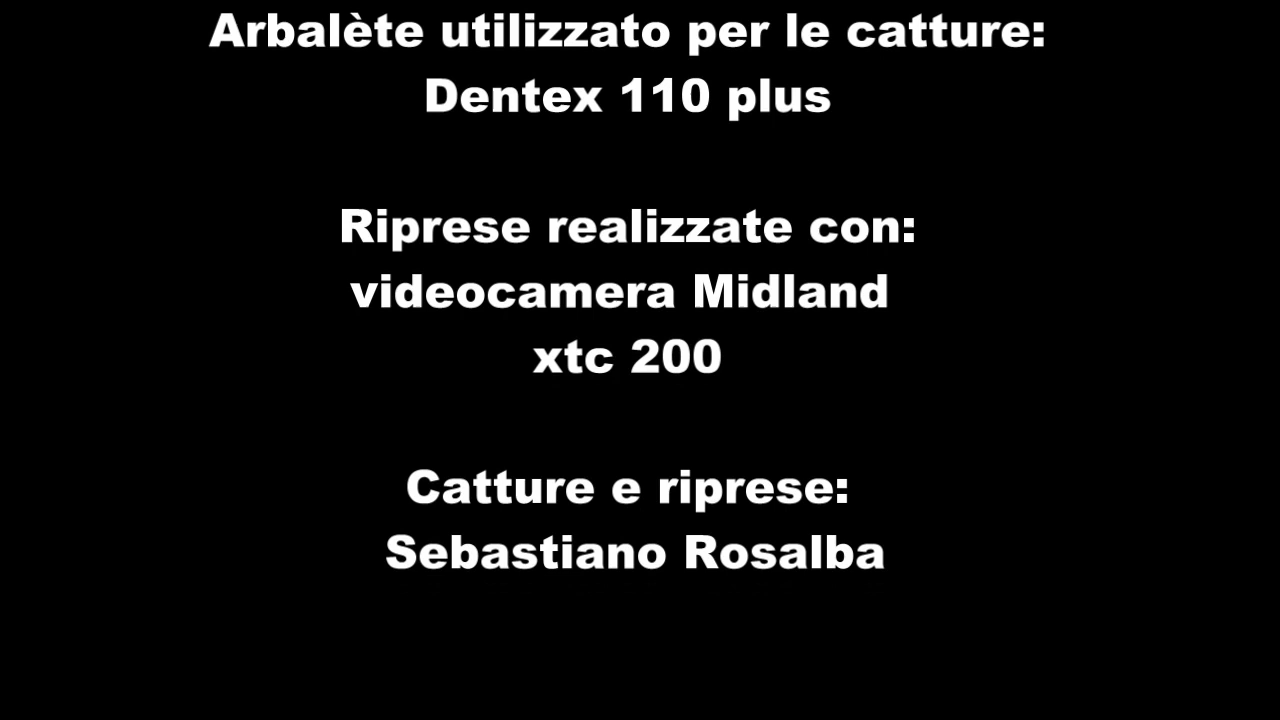 Arbalète utilizzato per le catture:
Dentex 110 plus
Riprese realizzate con:
videocamera Midland
xtc 200
Catture e riprese:
Sebastiano Rosalba